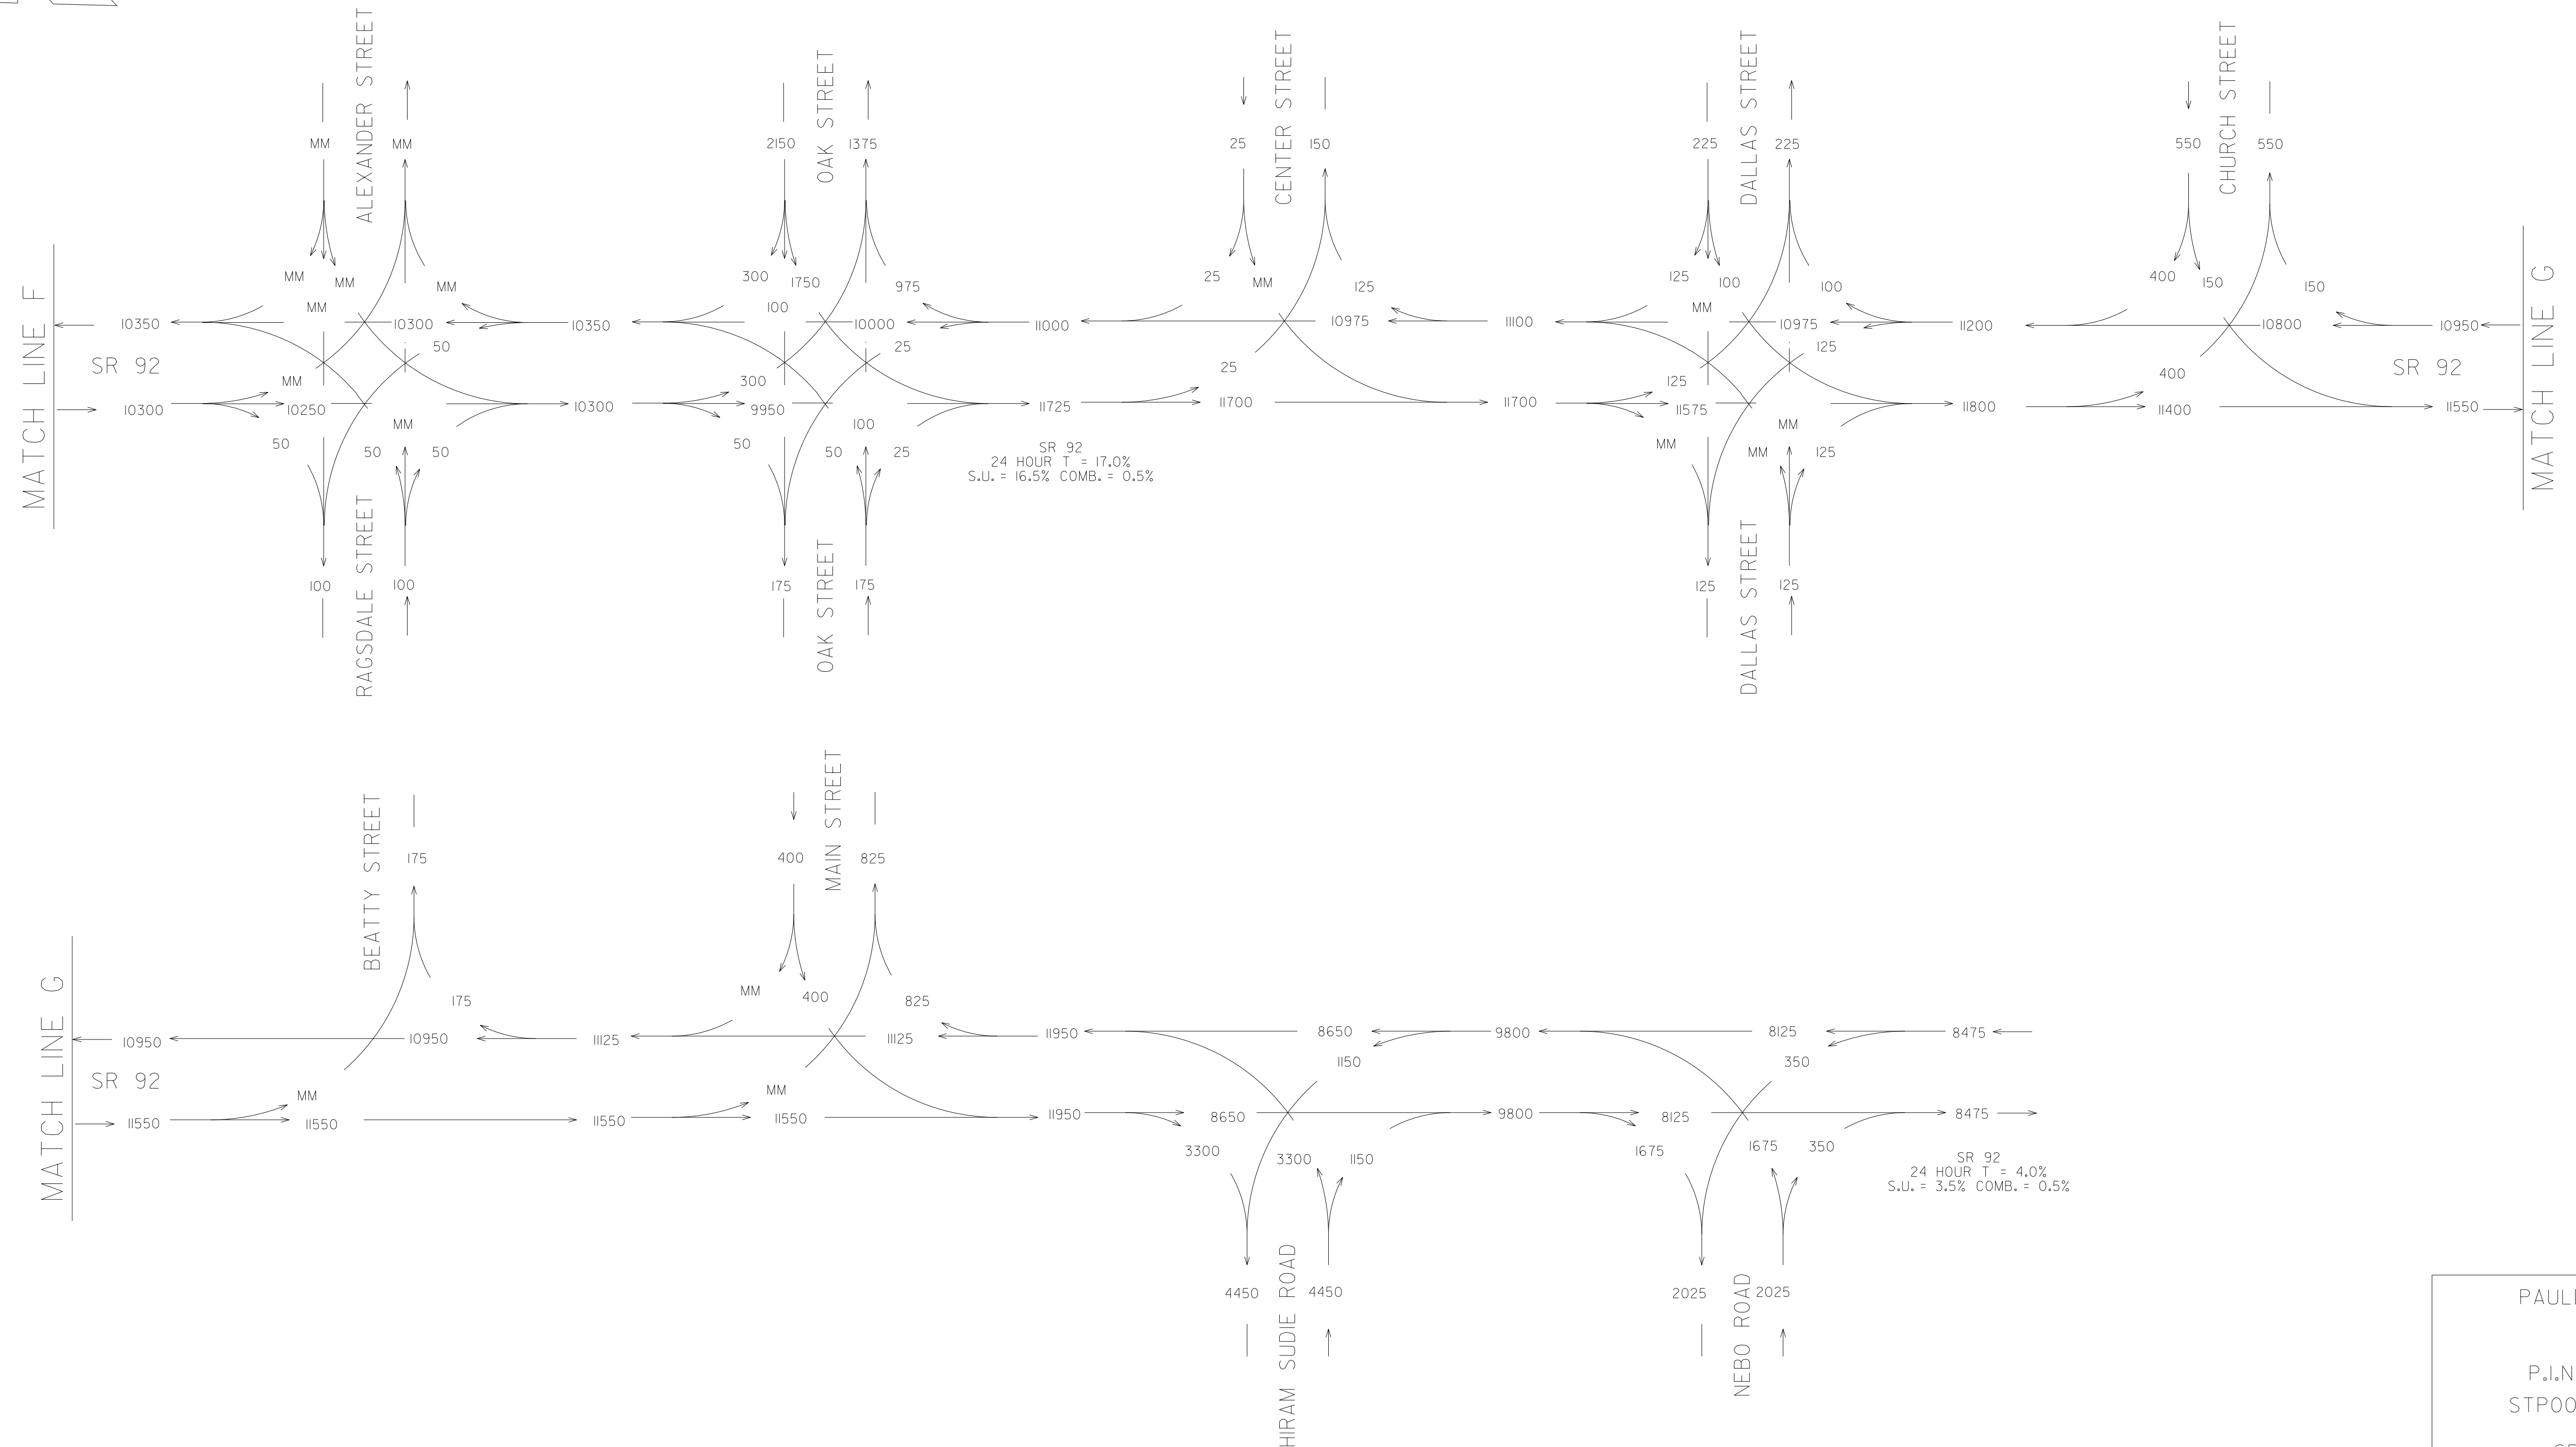 ALEXANDER STREET
OAK STREET
CENTER STREET
DALLAS STREET
CHURCH STREET
MM MM 2150 1375 25 150 225 225 550 550
MATCH LINE F
MATCH LINE G
MM MM MM MM
300 1750 975
25 MM 125
125 100 100
400 150 150
MM 100 MM
10350 10300 10350 10000 11000 10975 11100 10975 11200 10800 10950
50 25 125
SR 92
SR 92
MM 300 25 125 400
10300 10250 10300 9950 11725 11700 11700 11575 11800 11400 11550
MM 100 MM
50 50 50
50 50 25
MM MM 125
SR 92
24 HOUR T = 17.0%
S.U. = 16.5% COMB. = 0.5%
100 100 175 175 125 125
RAGSDALE STREET
OAK STREET
DALLAS STREET
BEATTY STREET
MAIN STREET
175 400 825
MATCH LINE G
175 MM 400 825
10950 10950 11125 11125 11950 8650 9800 8125 8475
1150 350
SR 92
MM MM
11550 11550 11550 11550 11950 8650 9800 8125 8475
3300 3300 1150
1675 1675 350
SR 92
24 HOUR T = 4.0%
S.U. = 3.5% COMB. = 0.5%
4450 4450 2025 2025
HIRAM SUDIE ROAD
NEBO ROAD
PAUL
P.I.N
STP00